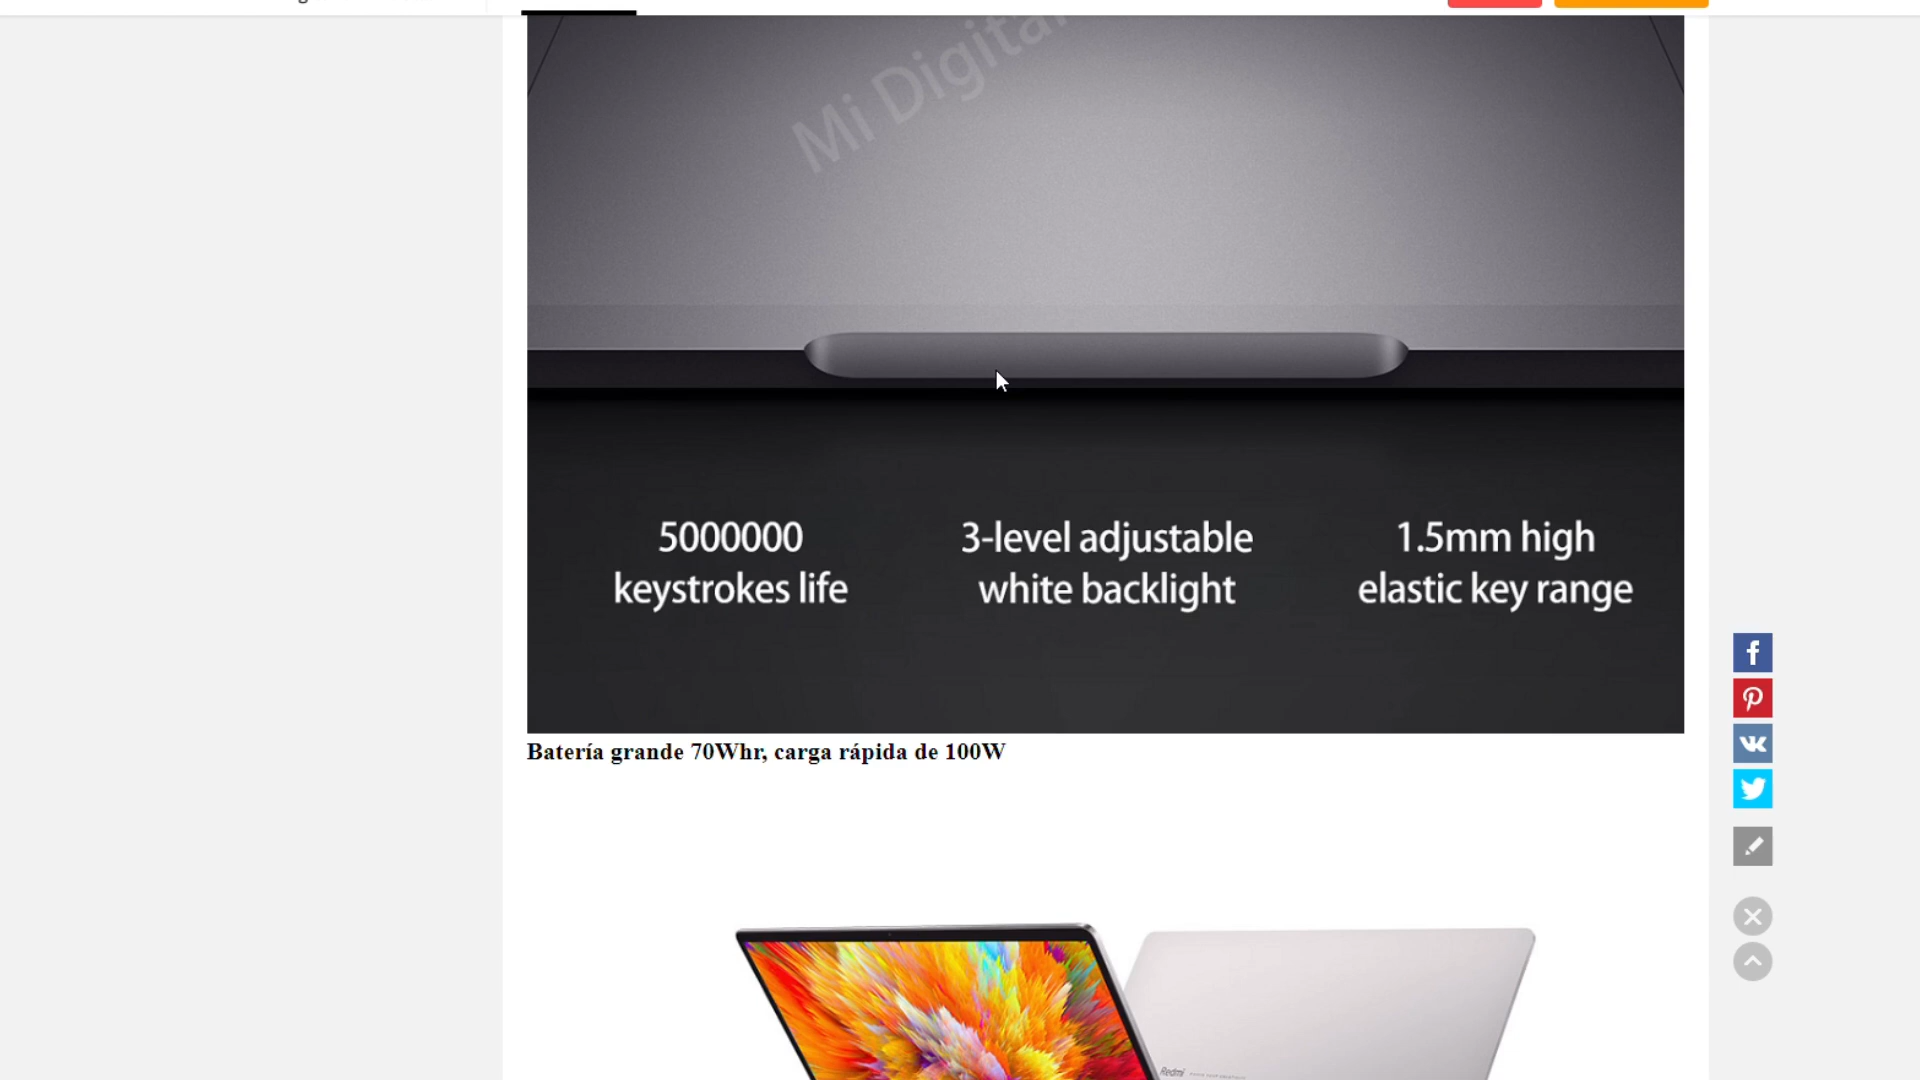 Mi Digital
5000000
keystrokes life
3-level adjustable
white backlight
1.5mm high
elastic key range
Batería grande 70Whr, carga rápida de 100W
Redmi